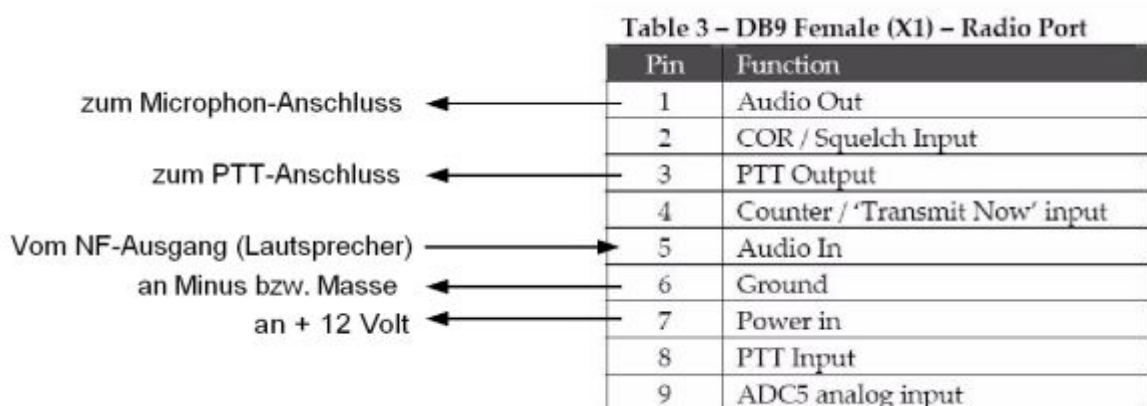 Table 3 – DB9 Female (X1) – Radio Port
Pin Function
zum Microphon-Anschluss 1 Audio Out
2 COR / Squelch Input
zum PTT-Anschluss 3 PTT Output
4 Counter / ‘Transmit Now’ input
Vom NF-Ausgang (Lautsprecher) 5 Audio In
an Minus bzw. Masse 6 Ground
an + 12 Volt 7 Power in
8 PTT Input
9 ADC5 analog input